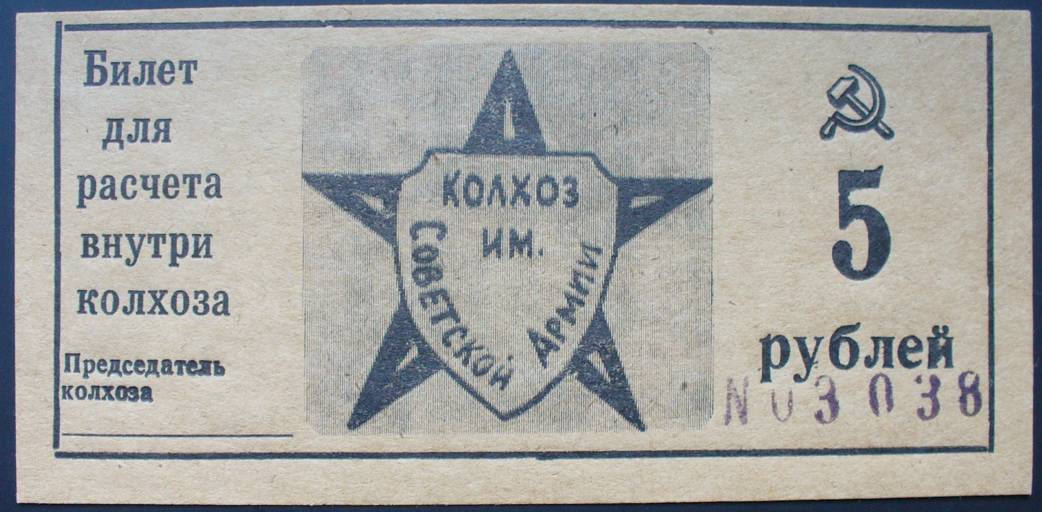 Билет
для
расчета
внутри
колхоза
Председатель
колхоза
КОЛХОЗ
ИМ.
СОВЕТСКОЙ
АРМИИ
5
рублей
N 03038